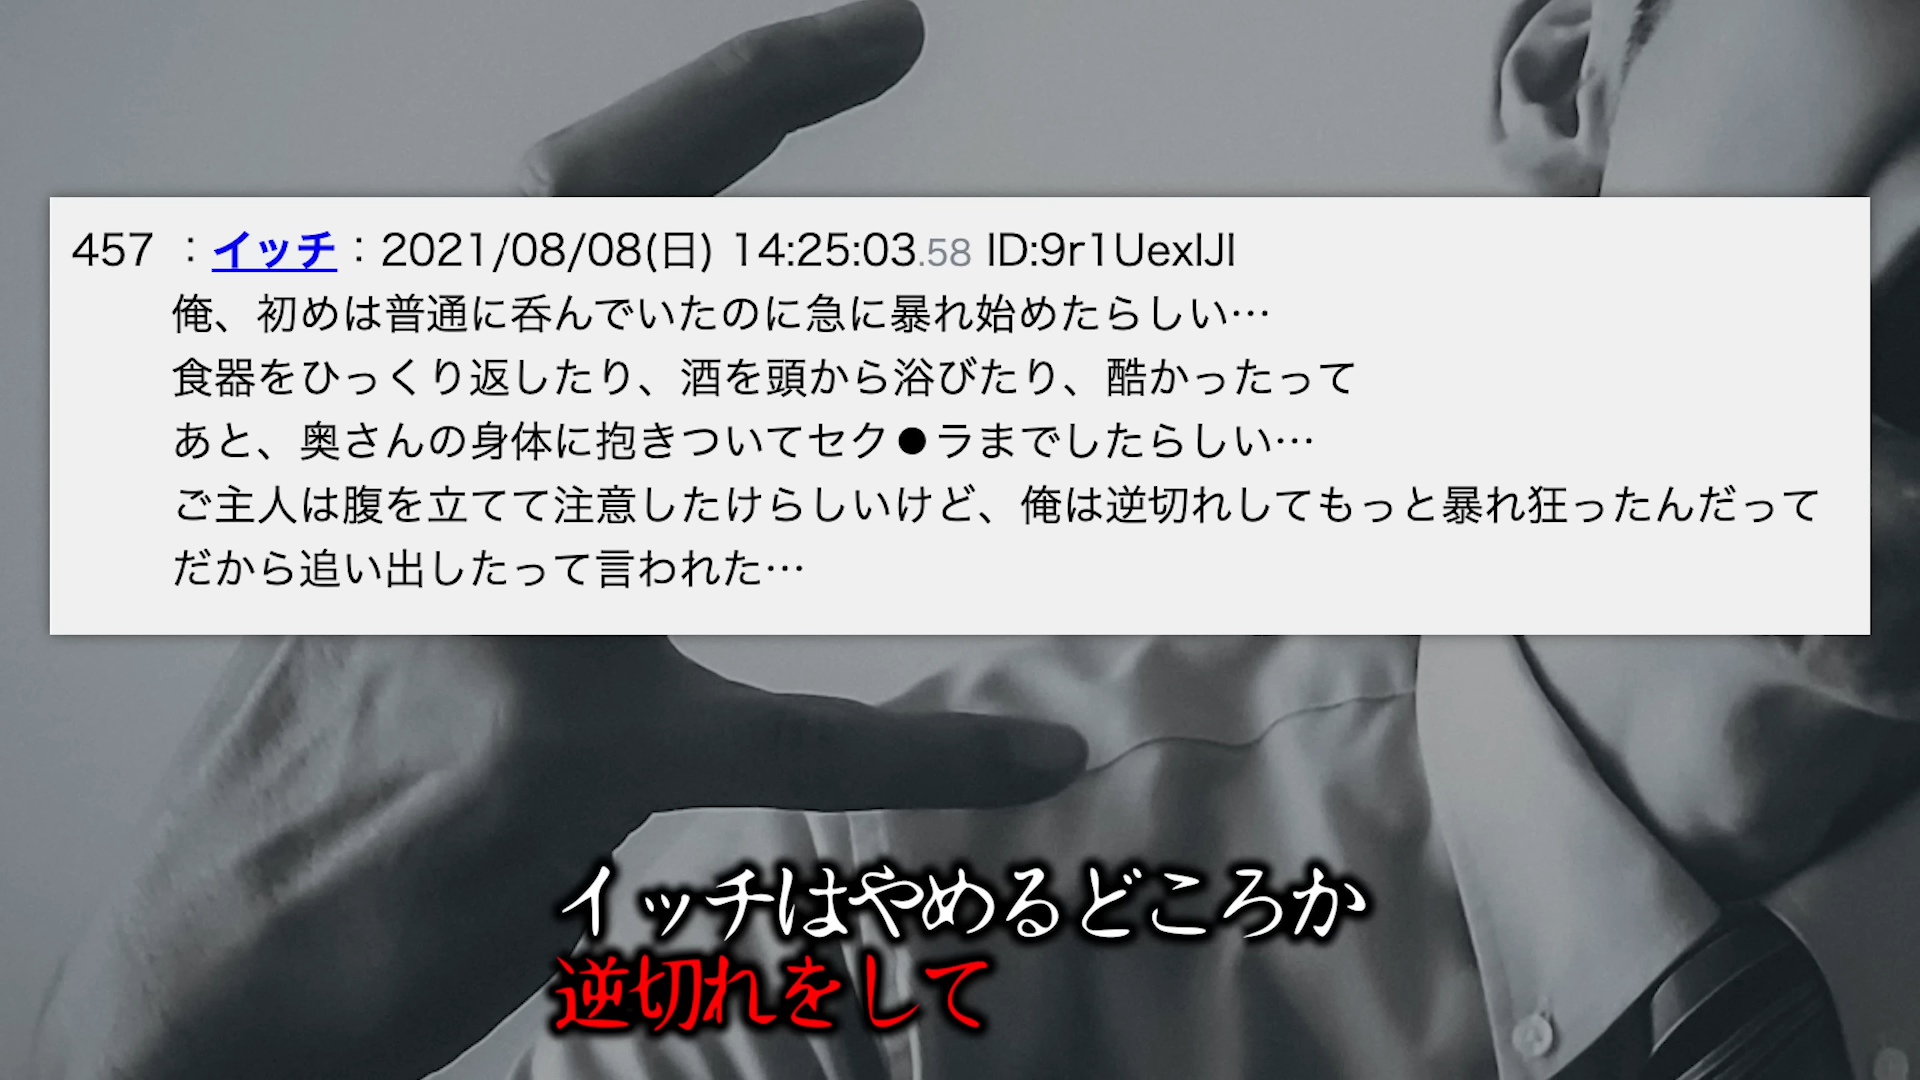 457 ：イッチ：2021/08/08(日) 14:25:03.58 ID:9r1UexIJI
俺、初めは普通に呑んでいたのに急に暴れ始めたらしい…
食器をひっくり返したり、酒を頭から浴びたり、酷かったって
あと、奥さんの身体に抱きついてセク●ラまでしたらしい…
ご主人は腹を立てて注意したけらしいけど、俺は逆切れしてもっと暴れ狂ったんだって
だから追い出したって言われた…
イッチはやめるどころか
逆切れをして